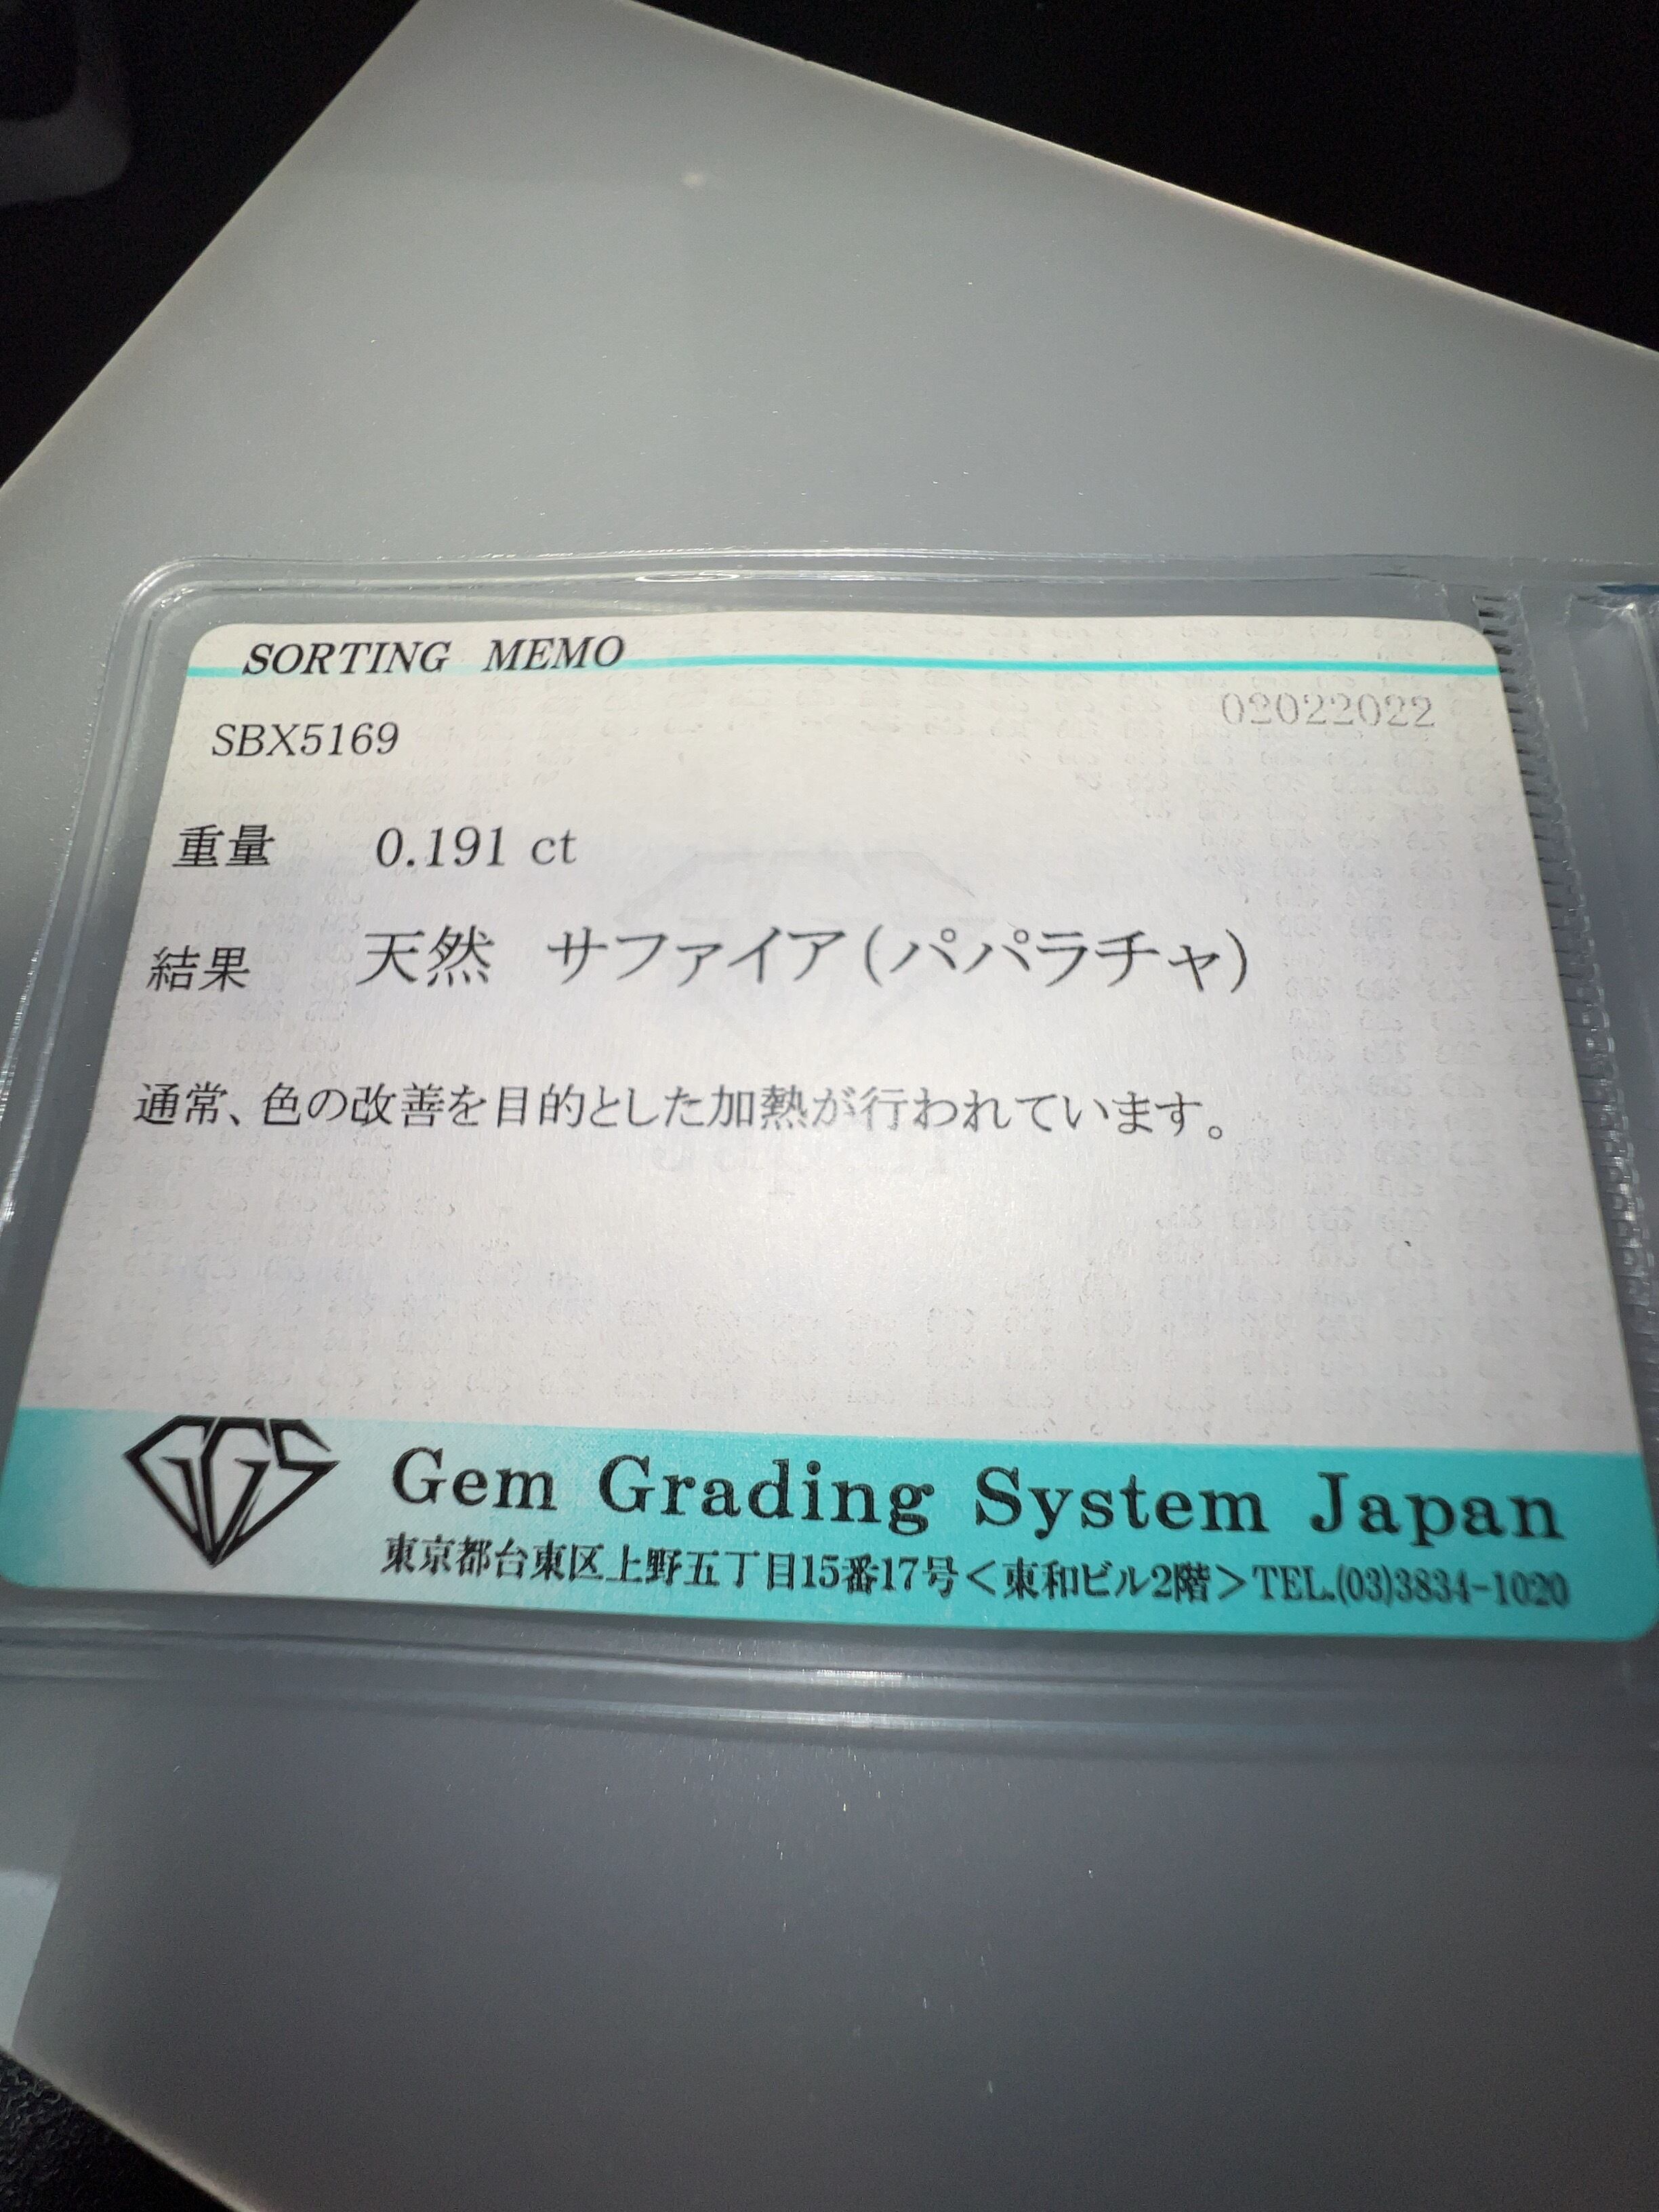 SORTING MEMO
02022022
SBX5169
重量 0.191 ct
結果 天然 サファイア(パパラチャ)
通常、色の改善を目的とした加熱が行われています。
GGS
Gem Grading System Japan
東京都台東区上野五丁目15番17号<東和ビル2階>TEL.(03)3834-1020